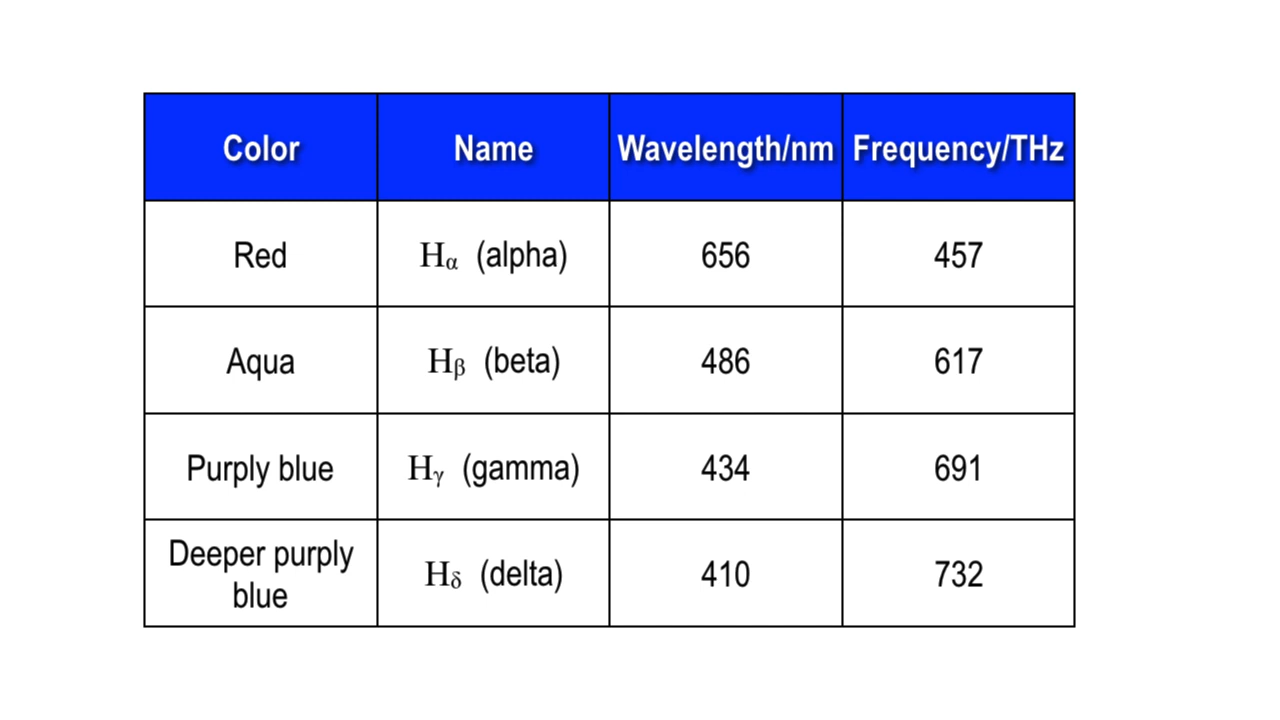 Color Name Wavelength/nm Frequency/THz
Red Hα (alpha) 656 457
Aqua Hβ (beta) 486 617
Purply blue Hγ (gamma) 434 691
Deeper purply
blue Hδ (delta) 410 732